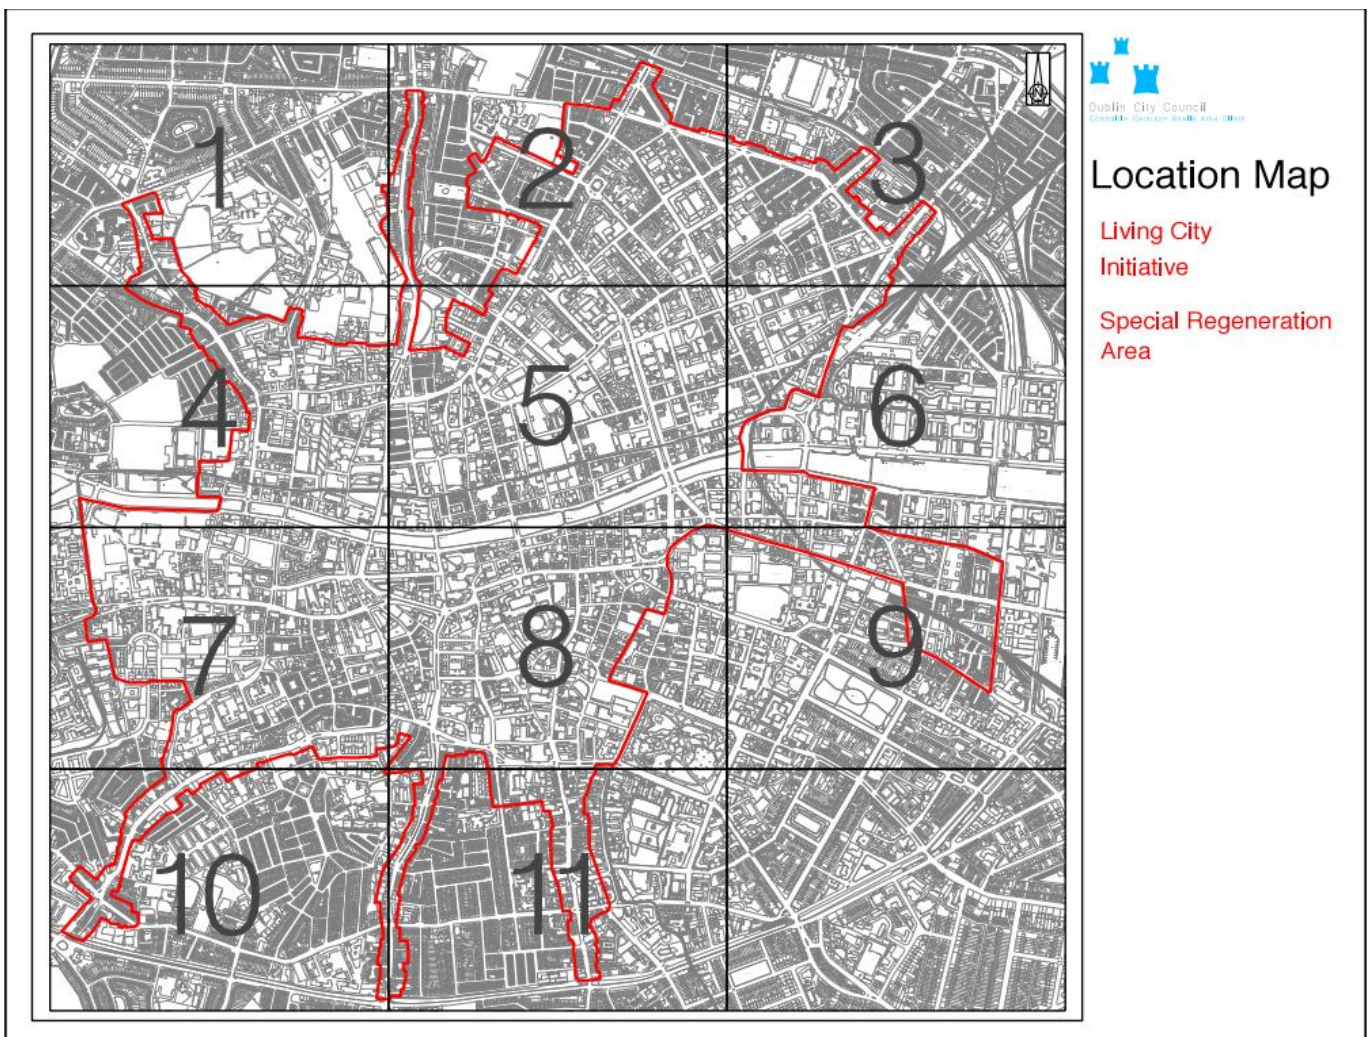 1
2
3
4
5
6
7
8
9
10
11
Dublin City Council
Location Map
Living City
Initiative
Special Regeneration
Area